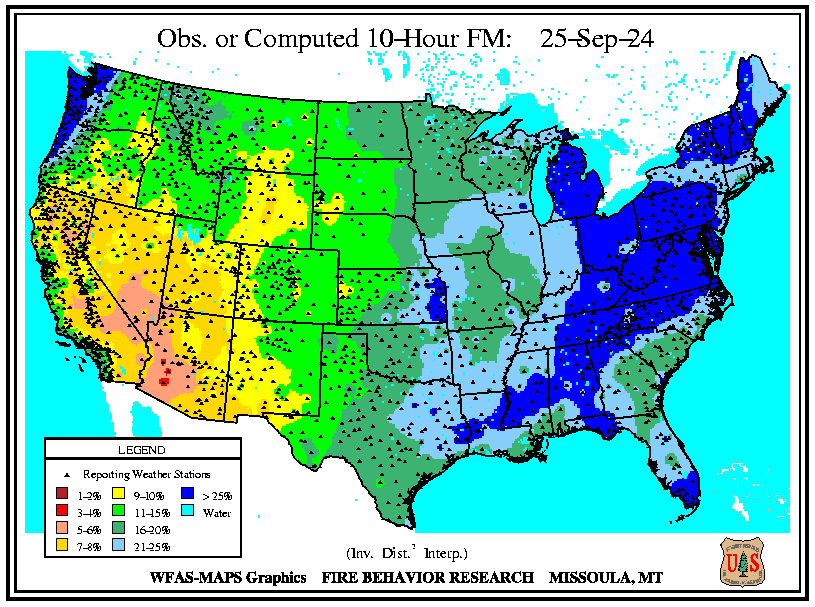 Obs. or Computed 10-Hour FM: 25-Sep-24
LEGEND
Reporting Weather Stations
1-2% 9-10% > 25%
3-4% 11-15% Water
5-6% 16-20%
7-8% 21-25%
(Inv. Dist.² Interp.)
WFAS-MAPS Graphics FIRE BEHAVIOR RESEARCH MISSOULA, MT
U S